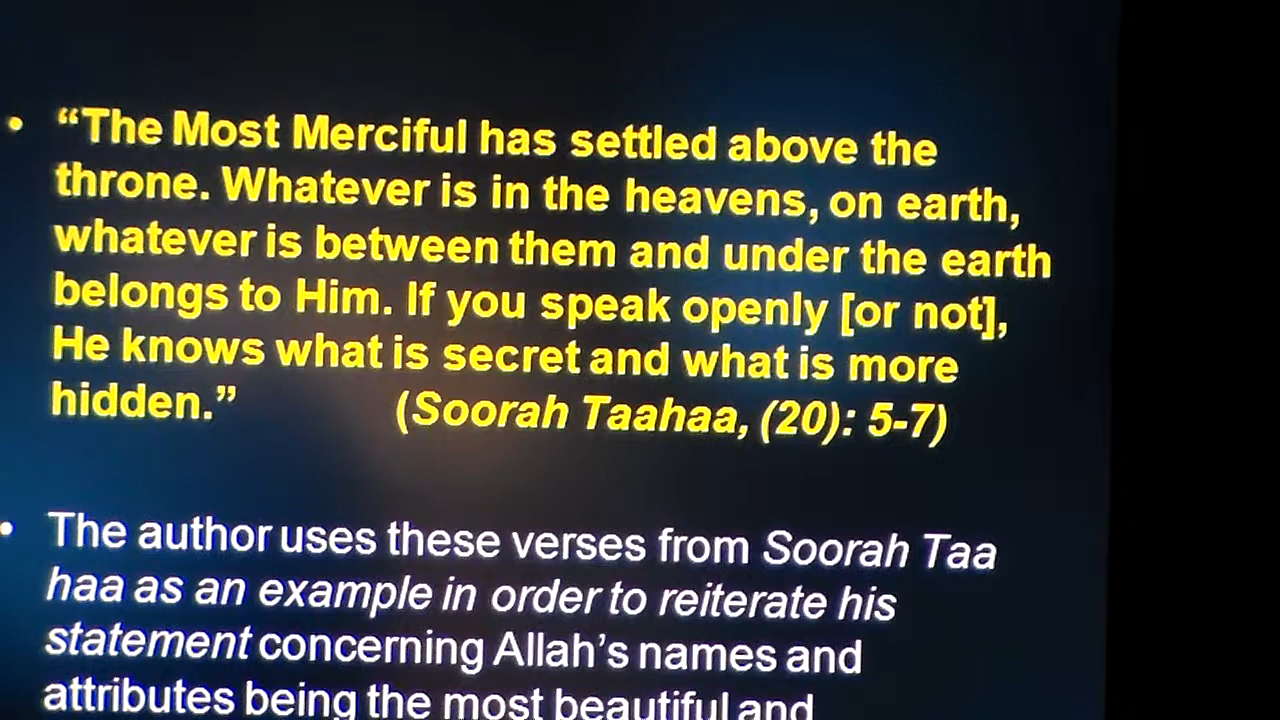 • “The Most Merciful has settled above the
throne. Whatever is in the heavens, on earth,
whatever is between them and under the earth
belongs to Him. If you speak openly [or not],
He knows what is secret and what is more
hidden.” (Soorah Taahaa, (20): 5-7)
• The author uses these verses from Soorah Taa
haa as an example in order to reiterate his
statement concerning Allah’s names and
attributes being the most beautiful and